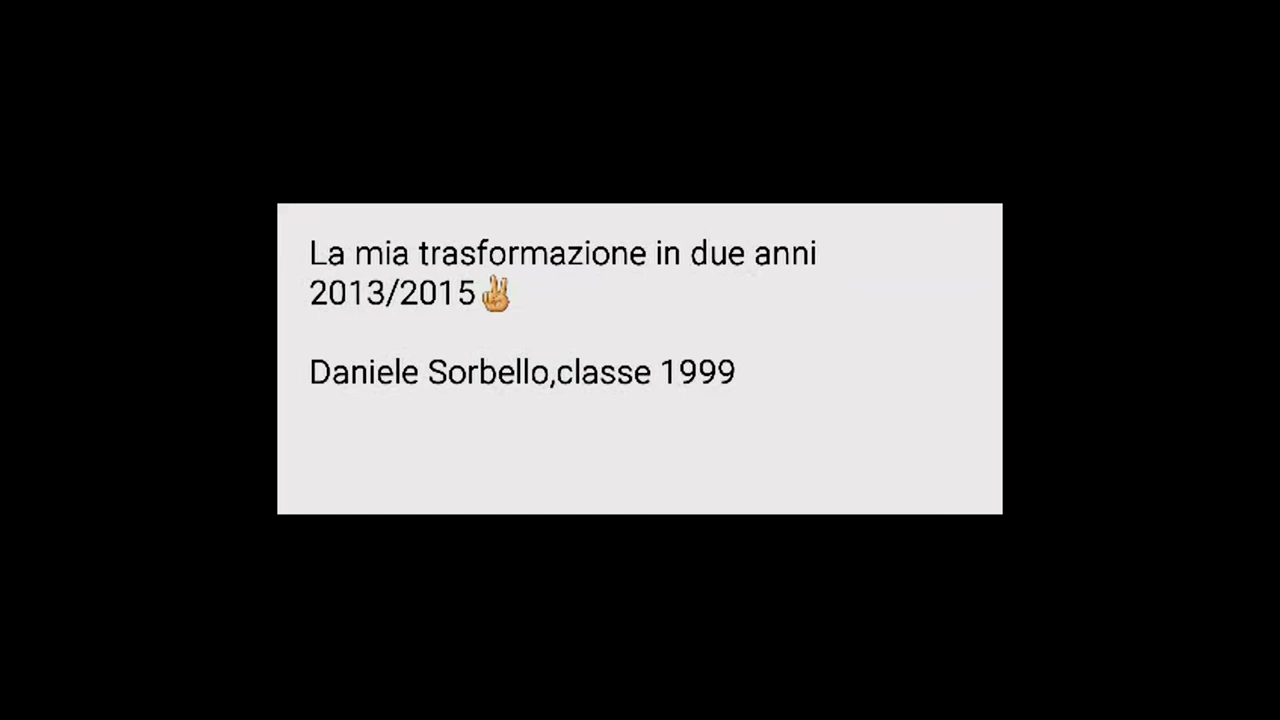 La mia trasformazione in due anni
2013/2015✌
Daniele Sorbello,classe 1999